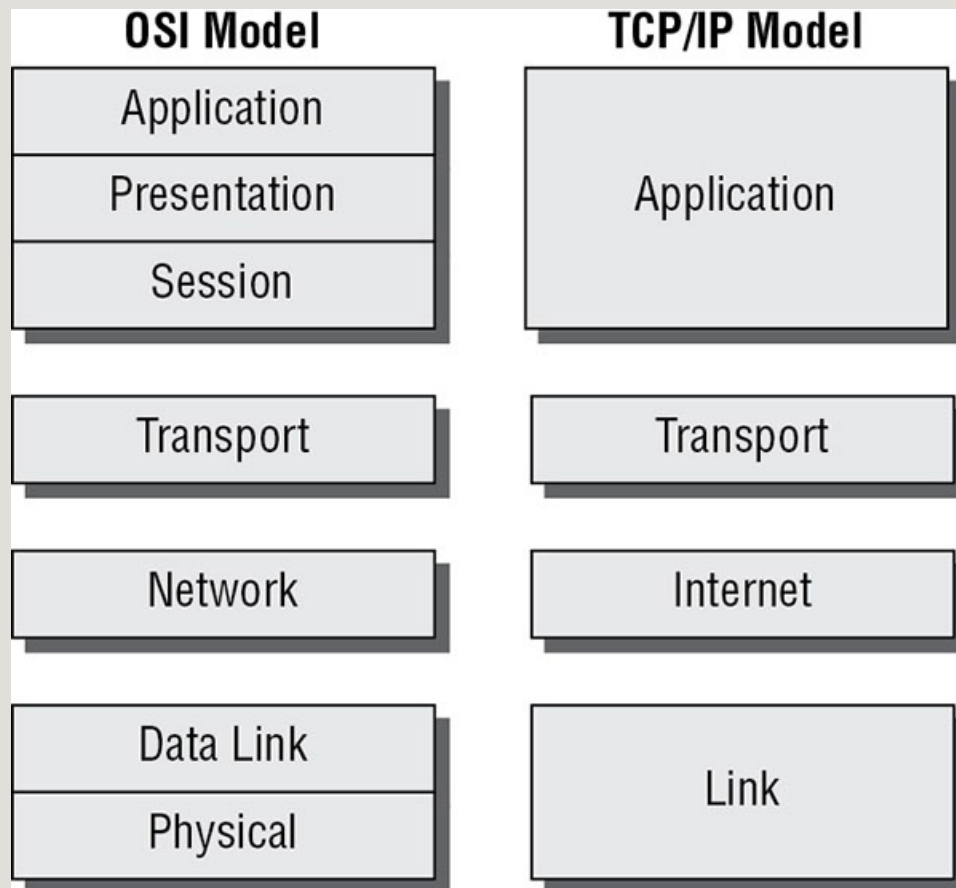 OSI Model
TCP/IP Model
Application
Presentation
Session
Application
Transport
Transport
Network
Internet
Data Link
Physical
Link